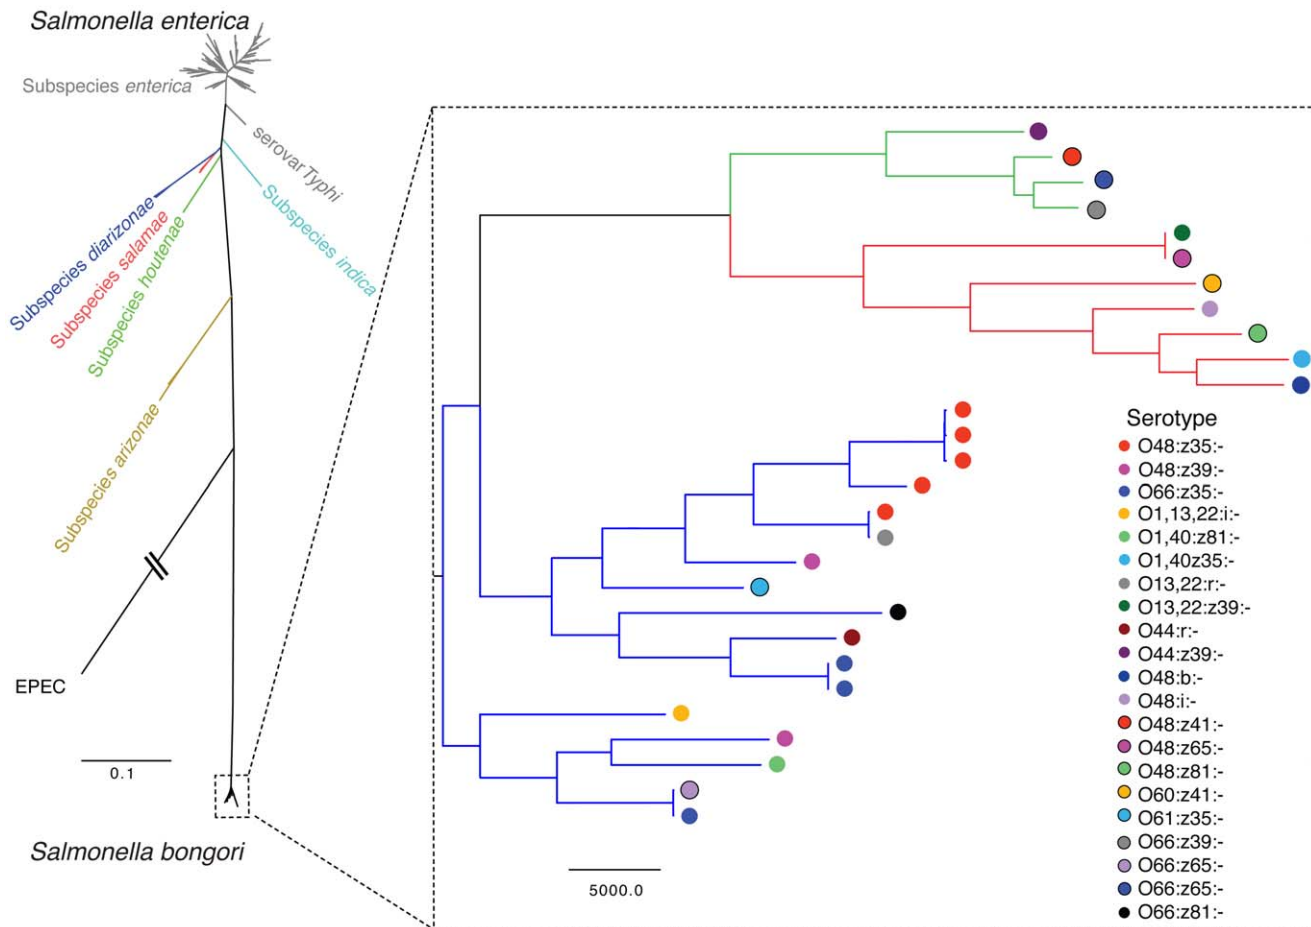 Salmonella enterica
Subspecies enterica
serovar Typhi
Subspecies indica
Subspecies diarizonae
Subspecies salamae
Subspecies houtenae
Subspecies arizonae
EPEC
0.1
Salmonella bongori
5000.0
Serotype
O48:z35:-
O48:z39:-
O66:z35:-
O1,13,22:i:-
O1,40:z81:-
O1,40z35:-
O13,22:r:-
O13,22:z39:-
O44:r:-
O44:z39:-
O48:b:-
O48:i:-
O48:z41:-
O48:z65:-
O48:z81:-
O60:z41:-
O61:z35:-
O66:z39:-
O66:z65:-
O66:z65:-
O66:z81:-